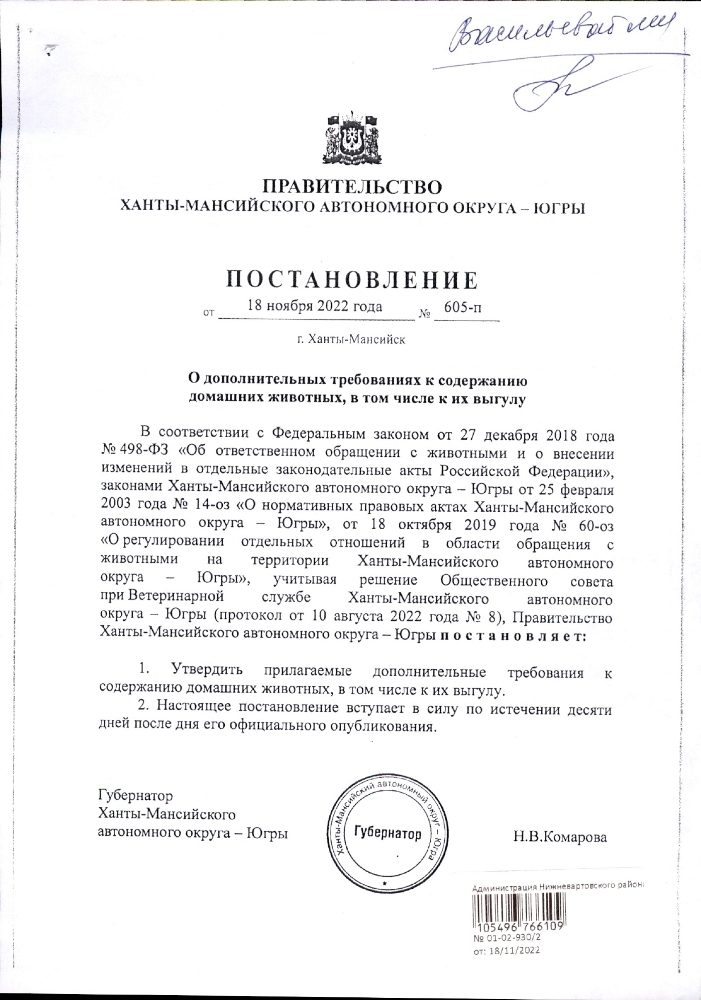 Васильевой
ПРАВИТЕЛЬСТВО
ХАНТЫ-МАНСИЙСКОГО АВТОНОМНОГО ОКРУГА – ЮГРЫ
ПОСТАНОВЛЕНИЕ
от 18 ноября 2022 года № 605-п
г. Ханты-Мансийск
О дополнительных требованиях к содержанию
домашних животных, в том числе к их выгулу
В соответствии с Федеральным законом от 27 декабря 2018 года
№ 498-ФЗ «Об ответственном обращении с животными и о внесении
изменений в отдельные законодательные акты Российской Федерации»,
законами Ханты-Мансийского автономного округа – Югры от 25 февраля
2003 года № 14-оз «О нормативных правовых актах Ханты-Мансийского
автономного округа – Югры», от 18 октября 2019 года № 60-оз
«О регулировании отдельных отношений в области обращения с
животными на территории Ханты-Мансийского автономного
округа – Югры», учитывая решение Общественного совета
при Ветеринарной службе Ханты-Мансийского автономного
округа – Югры (протокол от 10 августа 2022 года № 8), Правительство
Ханты-Мансийского автономного округа – Югры п о с т а н о в л я е т:
1. Утвердить прилагаемые дополнительные требования к
содержанию домашних животных, в том числе к их выгулу.
2. Настоящее постановление вступает в силу по истечении десяти
дней после дня его официального опубликования.
Губернатор
Ханты-Мансийского
автономного округа – Югры
Ханты-Мансийский автономный округ – Югра
Губернатор
Н.В.Комарова
Администрация Нижневартовского райони
105496 766109
№ 01-02-930/2
от: 18/11/2022